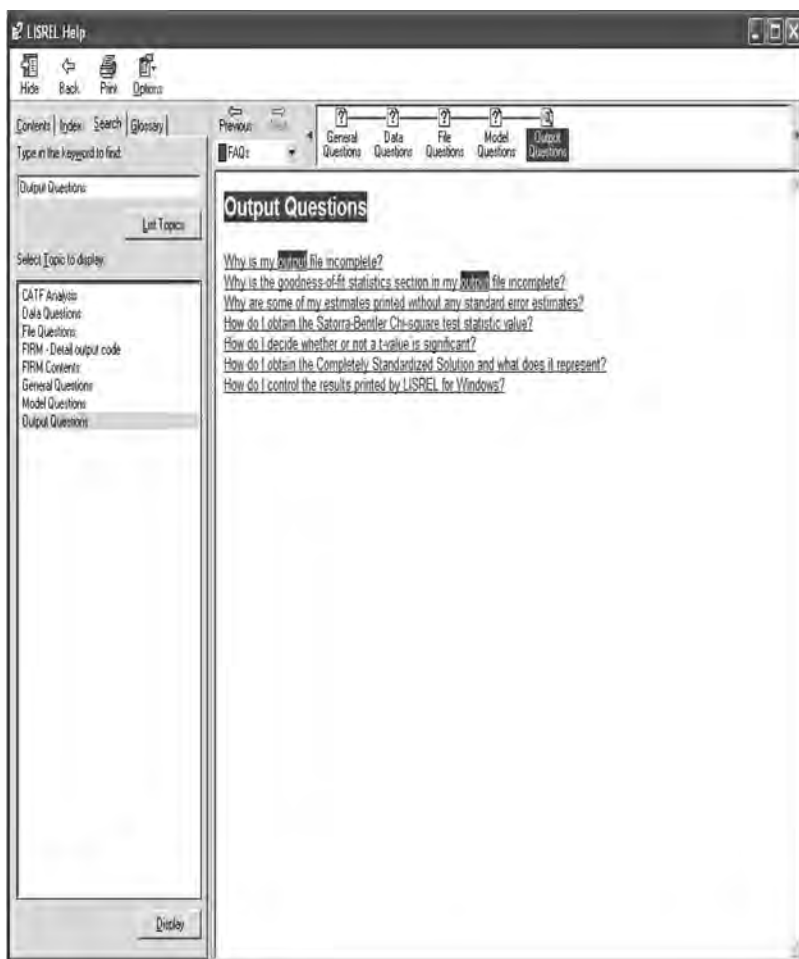 LISREL Help
Hide Back Print Options
Contents Index Search Glossary
Type in the keyword to find:
Output Questions
List Topics
Select Topic to display:
CATF Analysis
Data Questions
File Questions
FIRM - Detail output code
FIRM Contents
General Questions
Model Questions
Output Questions
Display
Previous Next
FAQs
General Questions
Data Questions
File Questions
Model Questions
Output Questions
Output Questions
Why is my output file incomplete?
Why is the goodness-of-fit statistics section in my output file incomplete?
Why are some of my estimates printed without any standard error estimates?
How do I obtain the Satorra-Bentler Chi-square test statistic value?
How do I decide whether or not a t-value is significant?
How do I obtain the Completely Standardized Solution and what does it represent?
How do I control the results printed by LISREL for Windows?